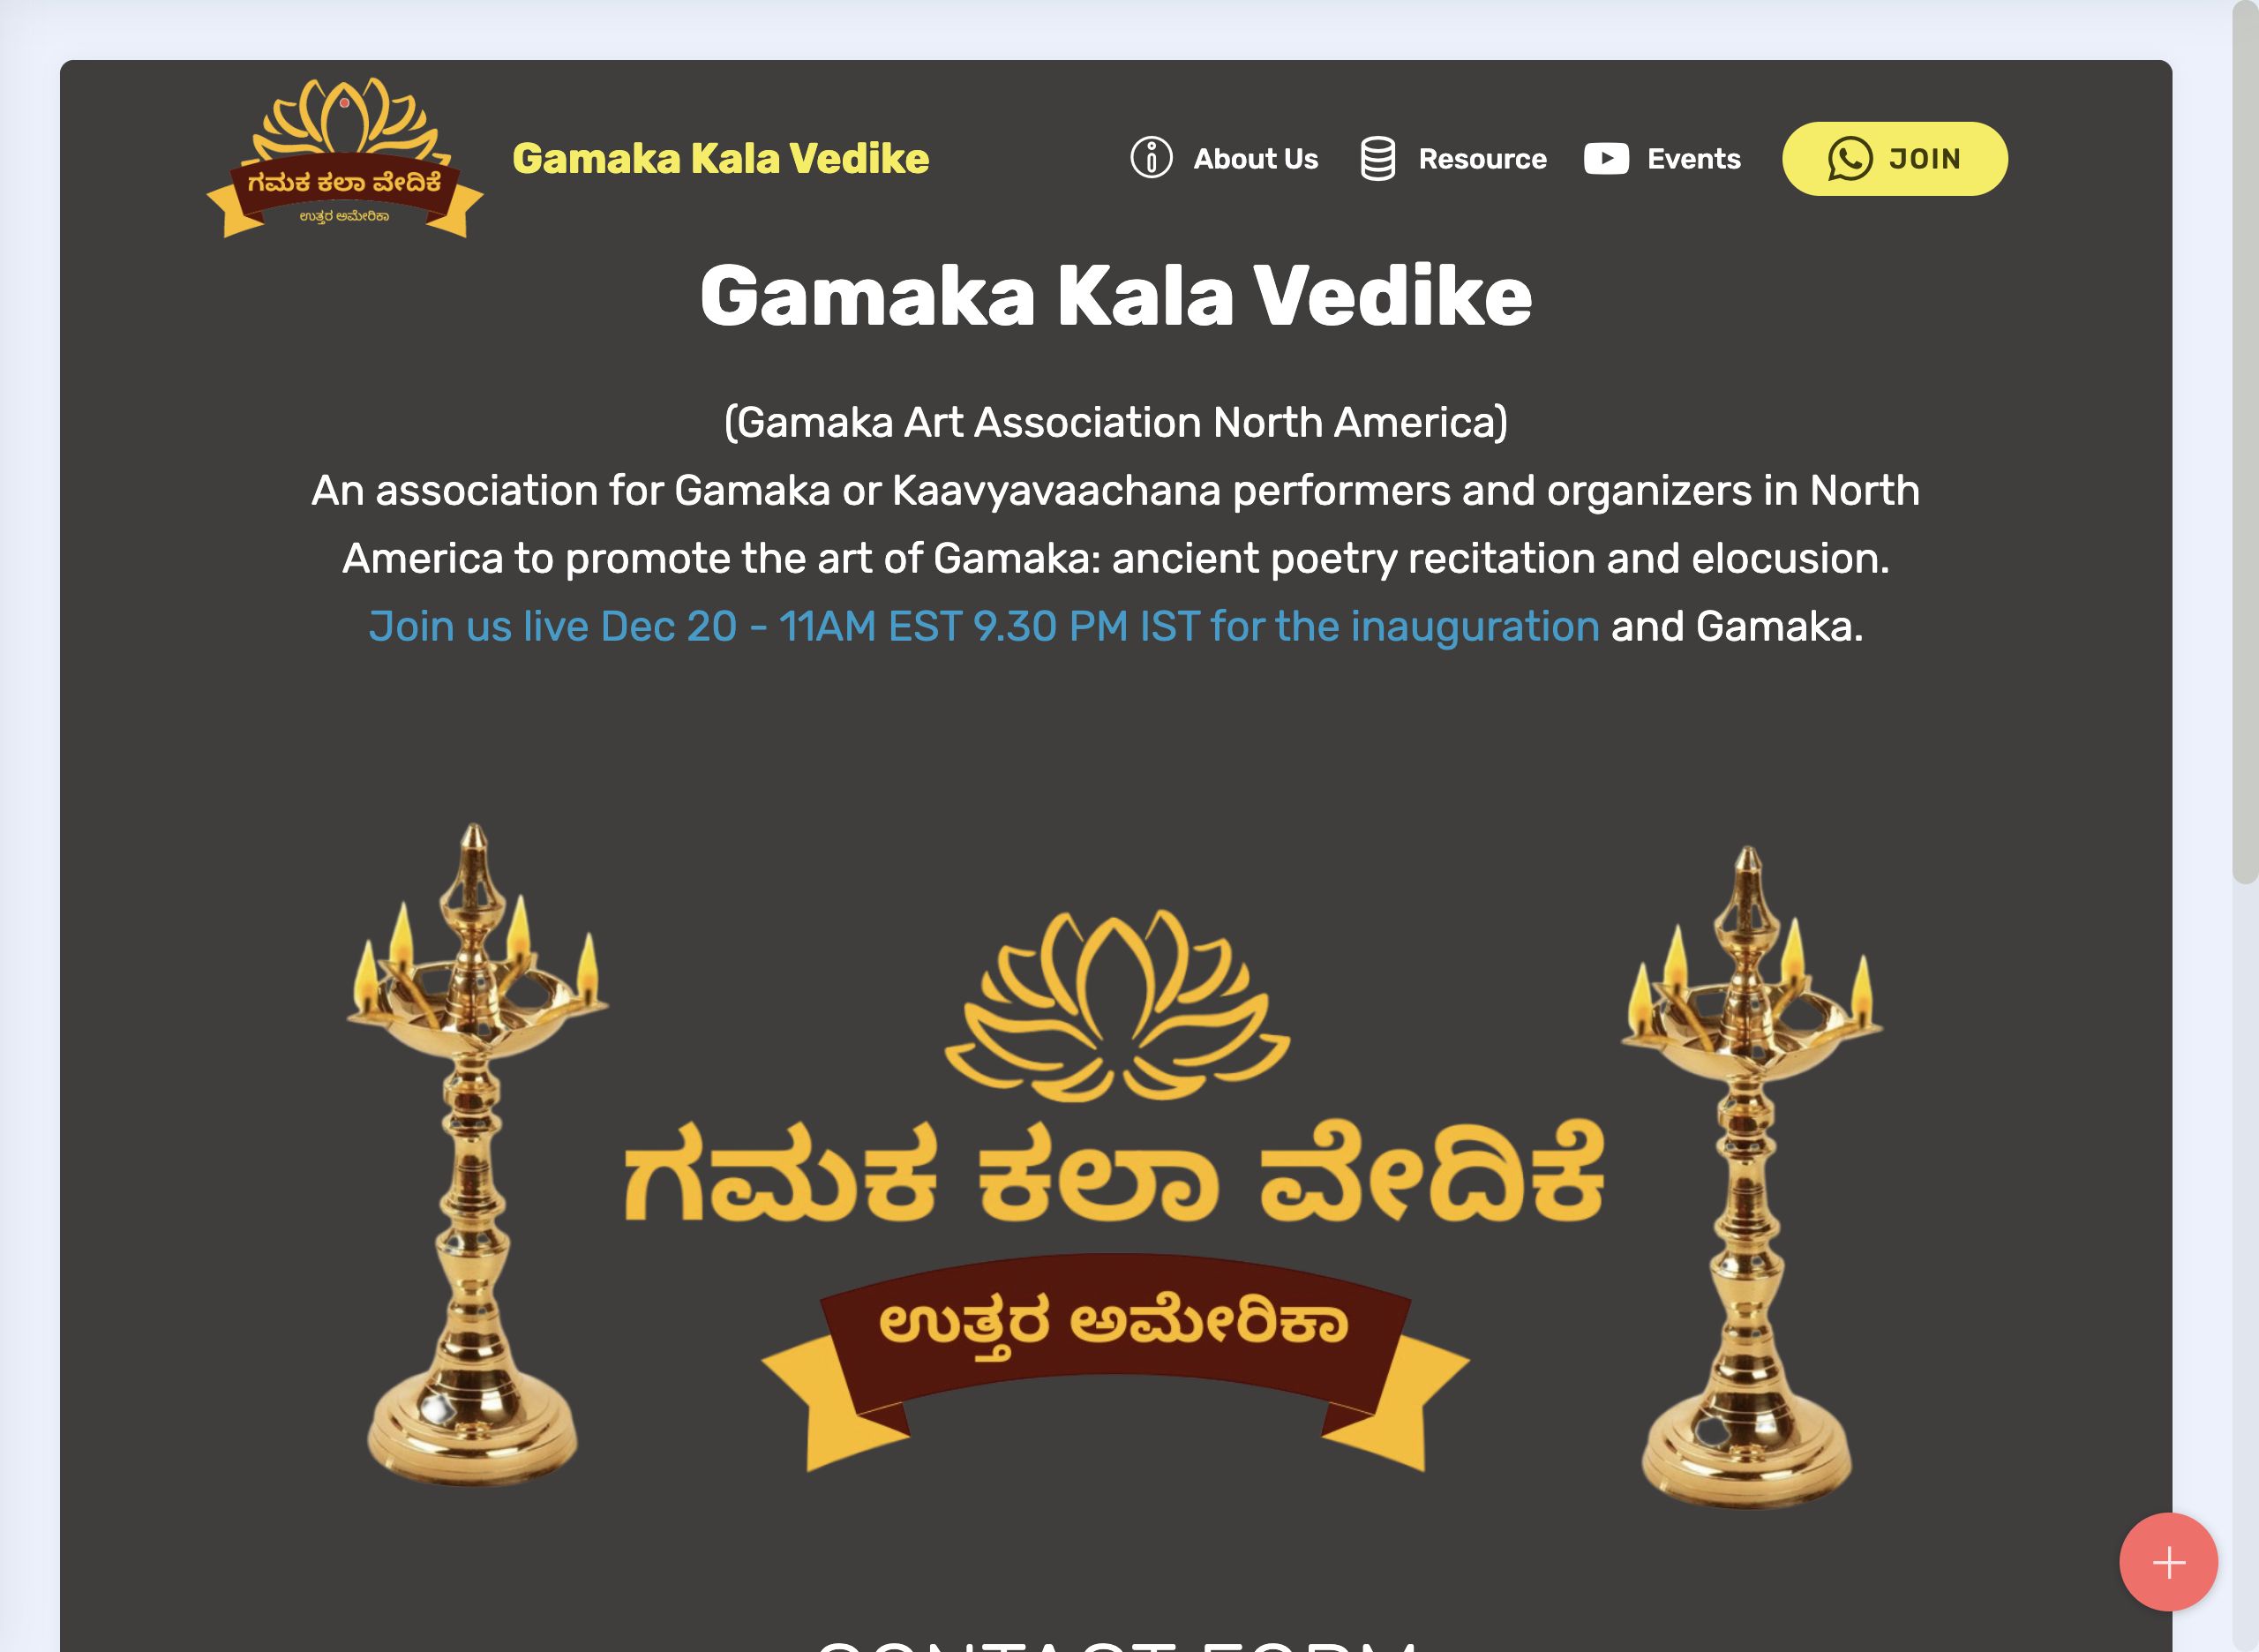 ಗಮಕ ಕಲಾ ವೇದಿಕೆ
ಉತ್ತರ ಅಮೇರಿಕಾ
Gamaka Kala Vedike
About Us
Resource
Events
JOIN
Gamaka Kala Vedike
(Gamaka Art Association North America)
An association for Gamaka or Kaavyavaachana performers and organizers in North
America to promote the art of Gamaka: ancient poetry recitation and elocusion.
Join us live Dec 20 - 11AM EST 9.30 PM IST for the inauguration and Gamaka.
ಗಮಕ ಕಲಾ ವೇದಿಕೆ
ಉತ್ತರ ಅಮೇರಿಕಾ
CONTACT FORM